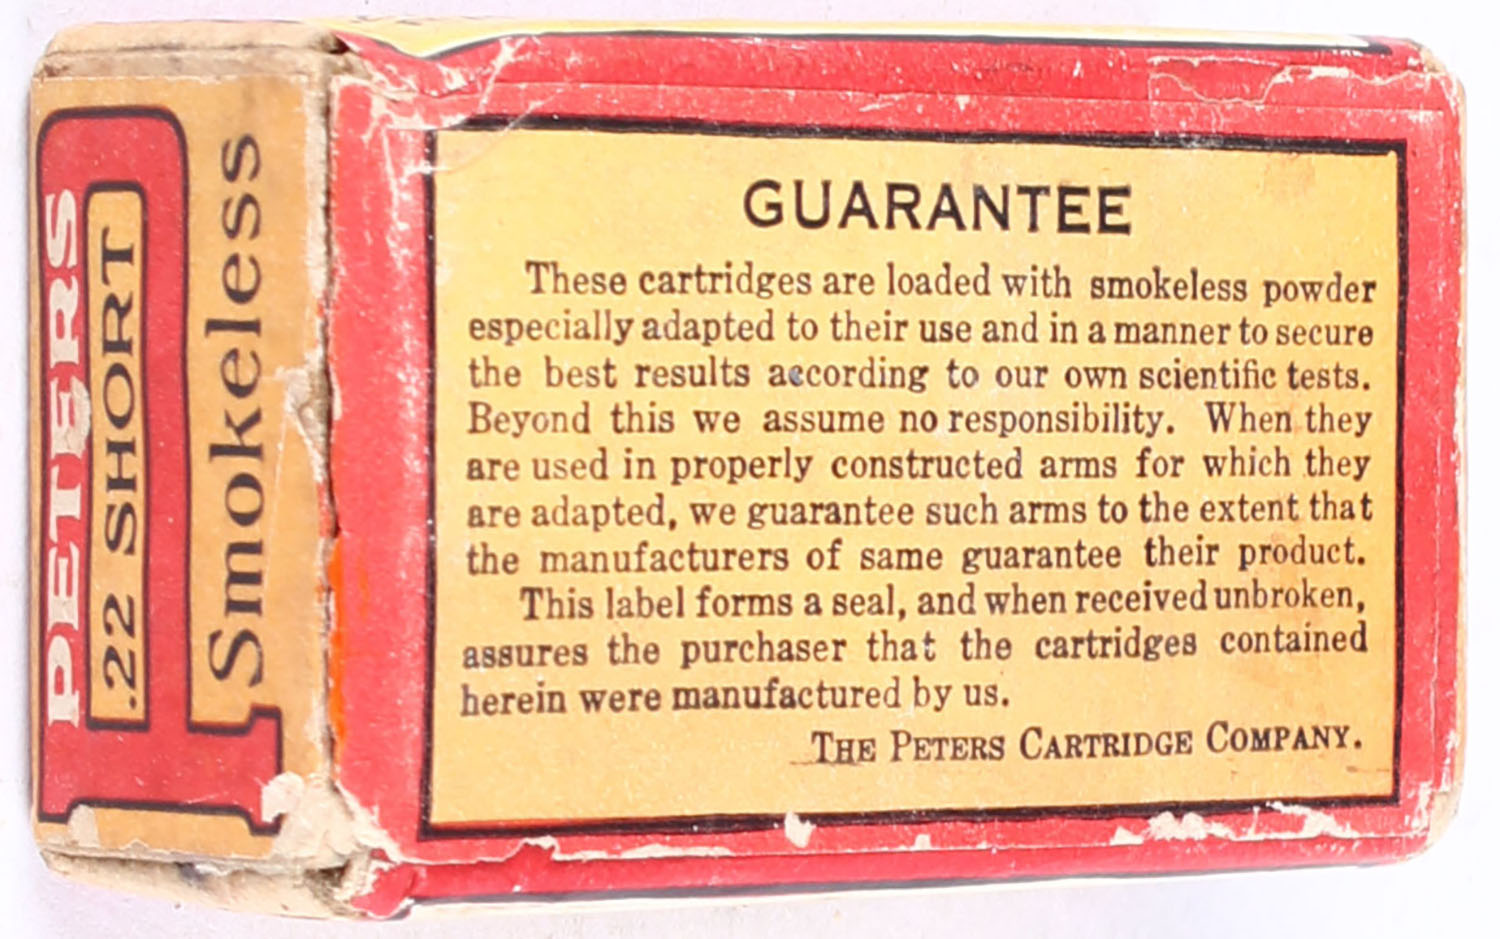 PETERS
.22 SHORT
Smokeless
GUARANTEE
These cartridges are loaded with smokeless powder
especially adapted to their use and in a manner to secure
the best results according to our own scientific tests.
Beyond this we assume no responsibility. When they
are used in properly constructed arms for which they
are adapted, we guarantee such arms to the extent that
the manufacturers of same guarantee their product.
This label forms a seal, and when received unbroken,
assures the purchaser that the cartridges contained
herein were manufactured by us.
THE PETERS CARTRIDGE COMPANY.